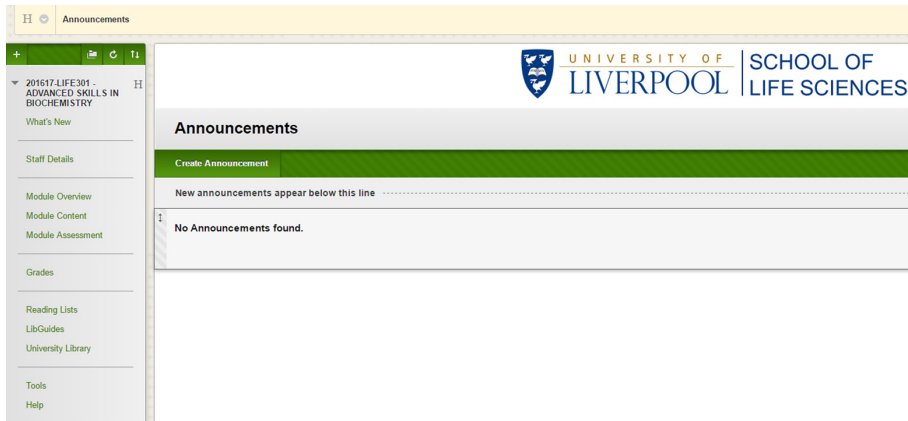 H Announcements
201617-LIFE301 - H
ADVANCED SKILLS IN
BIOCHEMISTRY
What's New
Staff Details
Module Overview
Module Content
Module Assessment
Grades
Reading Lists
LibGuides
University Library
Tools
Help
UNIVERSITY OF
LIVERPOOL
SCHOOL OF
LIFE SCIENCES
Announcements
Create Announcement
New announcements appear below this line
No Announcements found.